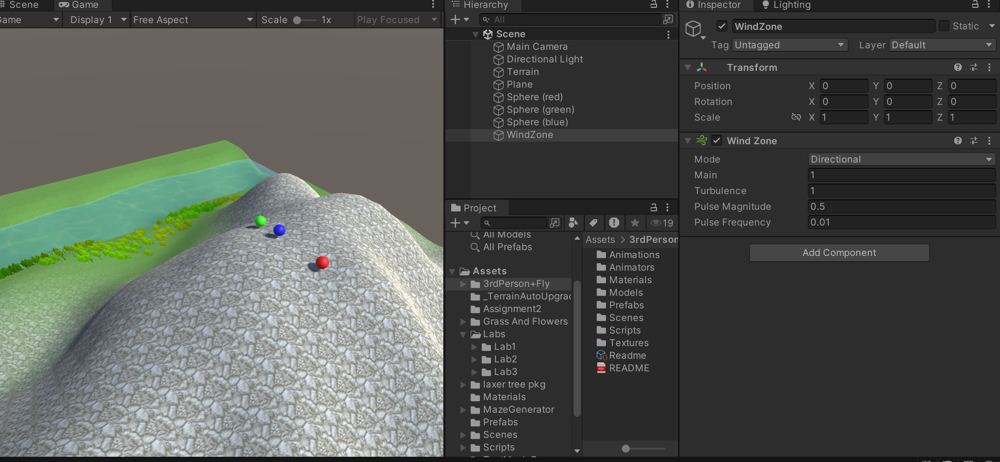 Scene
Game
Game
Display 1
Free Aspect
Scale
1x
Play Focused
Hierarchy
All
Scene
Main Camera
Directional Light
Terrain
Plane
Sphere (red)
Sphere (green)
Sphere (blue)
WindZone
Project
19
All Models
All Prefabs
Assets
3rdPerson+Fly
_TerrainAutoUpgrad
Assignment2
Grass And Flowers
Labs
Lab1
Lab2
Lab3
laxer tree pkg
Materials
MazeGenerator
Prefabs
Scenes
Scripts
Assets > 3rdPerson
Animations
Animators
Materials
Models
Prefabs
Scenes
Scripts
Textures
Readme
README
Inspector
Lighting
WindZone
Static
Tag Untagged
Layer Default
Transform
Position X 0 Y 0 Z 0
Rotation X 0 Y 0 Z 0
Scale X 1 Y 1 Z 1
Wind Zone
Mode Directional
Main 1
Turbulence 1
Pulse Magnitude 0.5
Pulse Frequency 0.01
Add Component